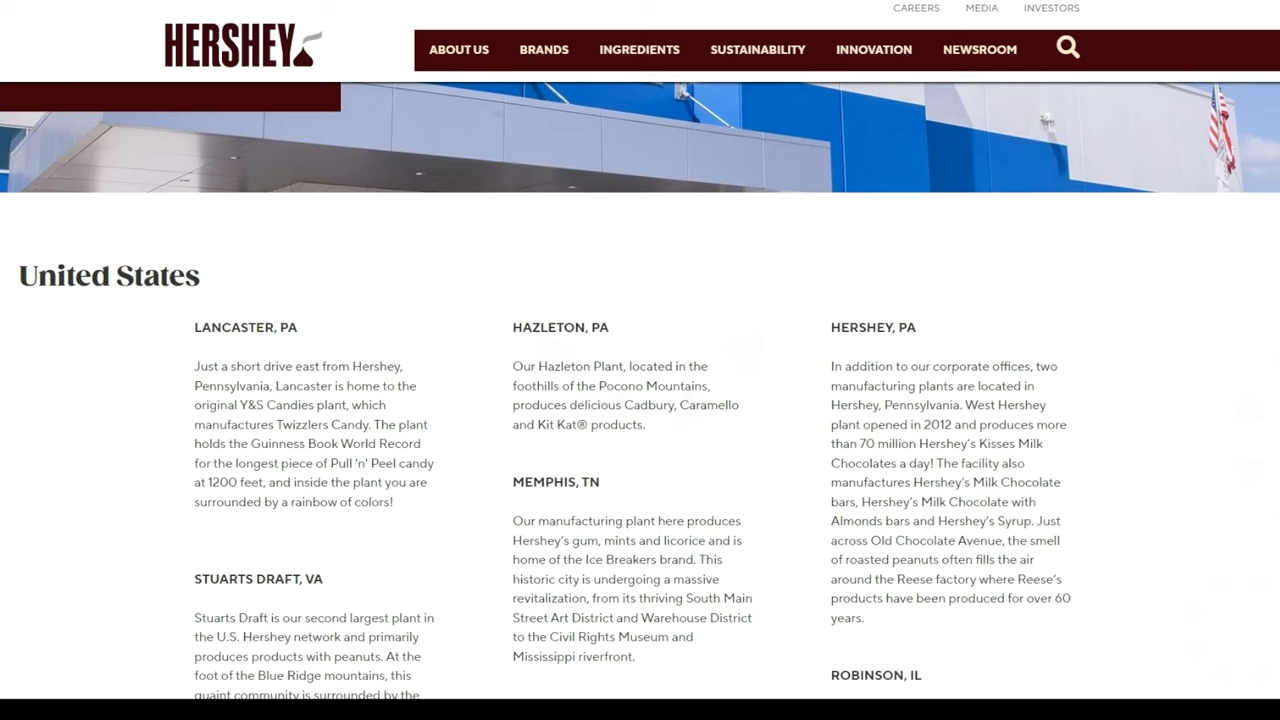 CAREERS MEDIA INVESTORS
HERSHEY
ABOUT US BRANDS INGREDIENTS SUSTAINABILITY INNOVATION NEWSROOM
United States
LANCASTER, PA
Just a short drive east from Hershey,
Pennsylvania, Lancaster is home to the
original Y&S Candies plant, which
manufactures Twizzlers Candy. The plant
holds the Guinness Book World Record
for the longest piece of Pull 'n' Peel candy
at 1200 feet, and inside the plant you are
surrounded by a rainbow of colors!
STUARTS DRAFT, VA
Stuarts Draft is our second largest plant in
the U.S. Hershey network and primarily
produces products with peanuts. At the
foot of the Blue Ridge mountains, this
quaint community is surrounded by the
HAZLETON, PA
Our Hazleton Plant, located in the
foothills of the Pocono Mountains,
produces delicious Cadbury, Caramello
and Kit Kat® products.
MEMPHIS, TN
Our manufacturing plant here produces
Hershey's gum, mints and licorice and is
home of the Ice Breakers brand. This
historic city is undergoing a massive
revitalization, from its thriving South Main
Street Art District and Warehouse District
to the Civil Rights Museum and
Mississippi riverfront.
HERSHEY, PA
In addition to our corporate offices, two
manufacturing plants are located in
Hershey, Pennsylvania. West Hershey
plant opened in 2012 and produces more
than 70 million Hershey's Kisses Milk
Chocolates a day! The facility also
manufactures Hershey's Milk Chocolate
bars, Hershey's Milk Chocolate with
Almonds bars and Hershey's Syrup. Just
across Old Chocolate Avenue, the smell
of roasted peanuts often fills the air
around the Reese factory where Reese's
products have been produced for over 60
years.
ROBINSON, IL